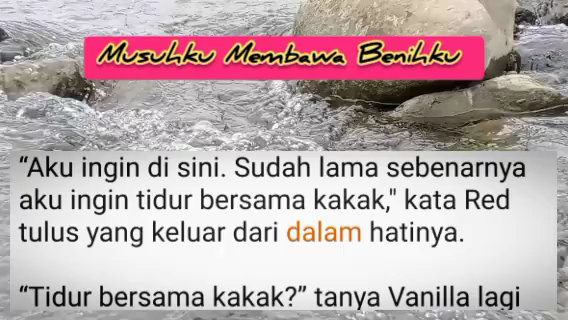 Musuhku Membawa Benihku
“Aku ingin di sini. Sudah lama sebenarnya
aku ingin tidur bersama kakak," kata Red
tulus yang keluar dari dalam hatinya.
“Tidur bersama kakak?” tanya Vanilla lagi